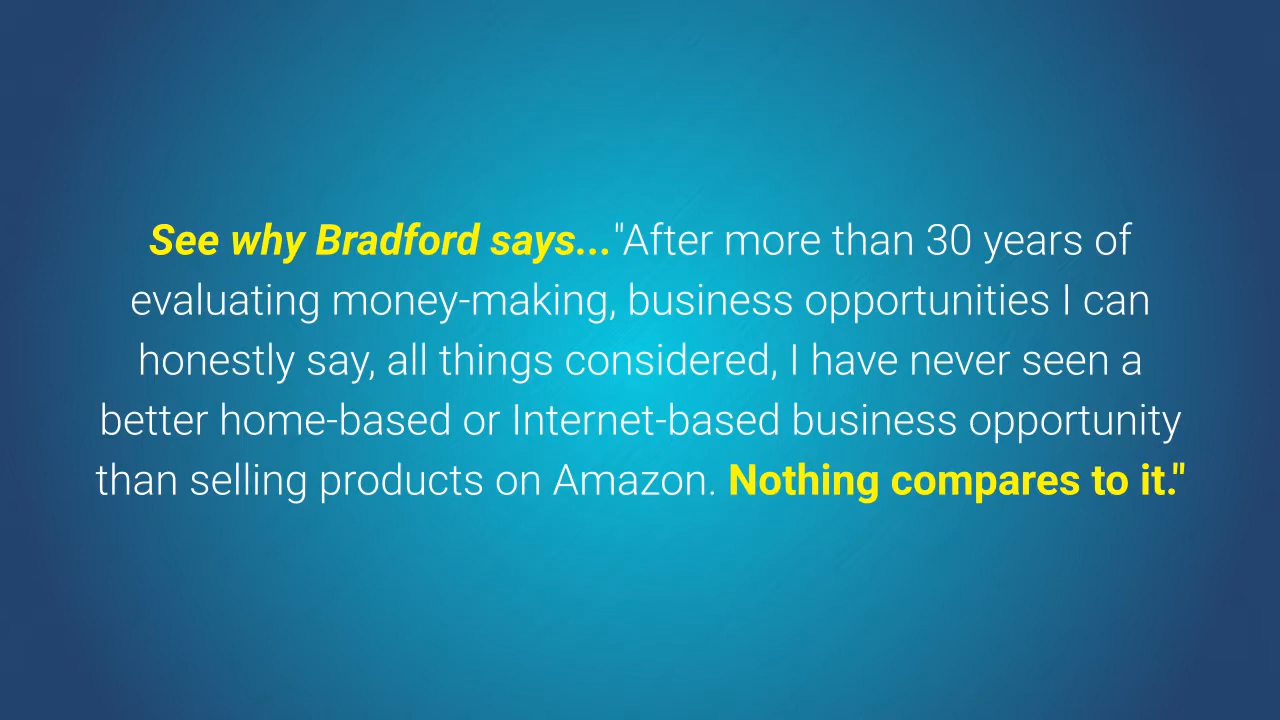 See why Bradford says..."After more than 30 years of
evaluating money-making, business opportunities I can
honestly say, all things considered, I have never seen a
better home-based or Internet-based business opportunity
than selling products on Amazon. Nothing compares to it."